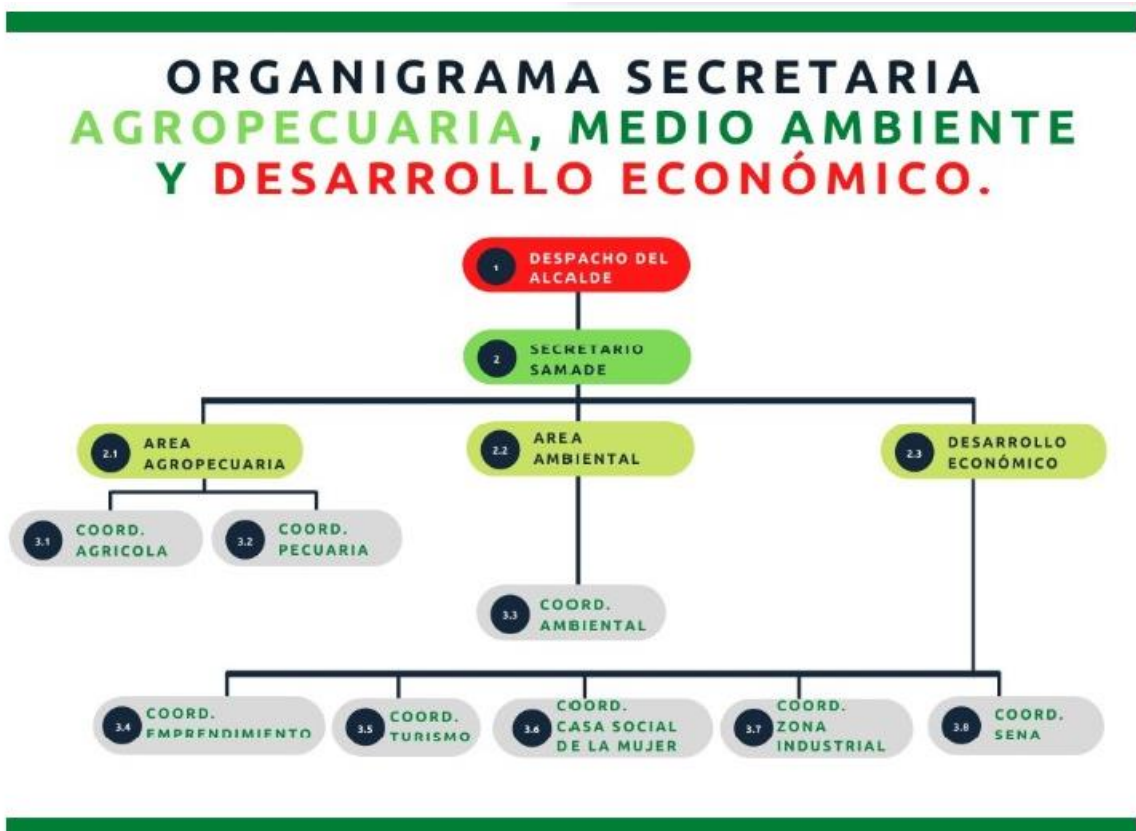 ORGANIGRAMA SECRETARIA
AGROPECUARIA, MEDIO AMBIENTE
Y DESARROLLO ECONÓMICO.
1 DESPACHO DEL
ALCALDE
2 SECRETARIO
SAMADE
2.1 AREA
AGROPECUARIA
2.2 AREA
AMBIENTAL
2.3 DESARROLLO
ECONÓMICO
3.1 COORD.
AGRICOLA
3.2 COORD.
PECUARIA
3.3 COORD.
AMBIENTAL
3.4 COORD.
EMPRENDIMIENTO
3.5 COORD.
TURISMO
3.6 COORD.
CASA SOCIAL
DE LA MUJER
3.7 COORD.
ZONA
INDUSTRIAL
3.8 COORD.
SENA